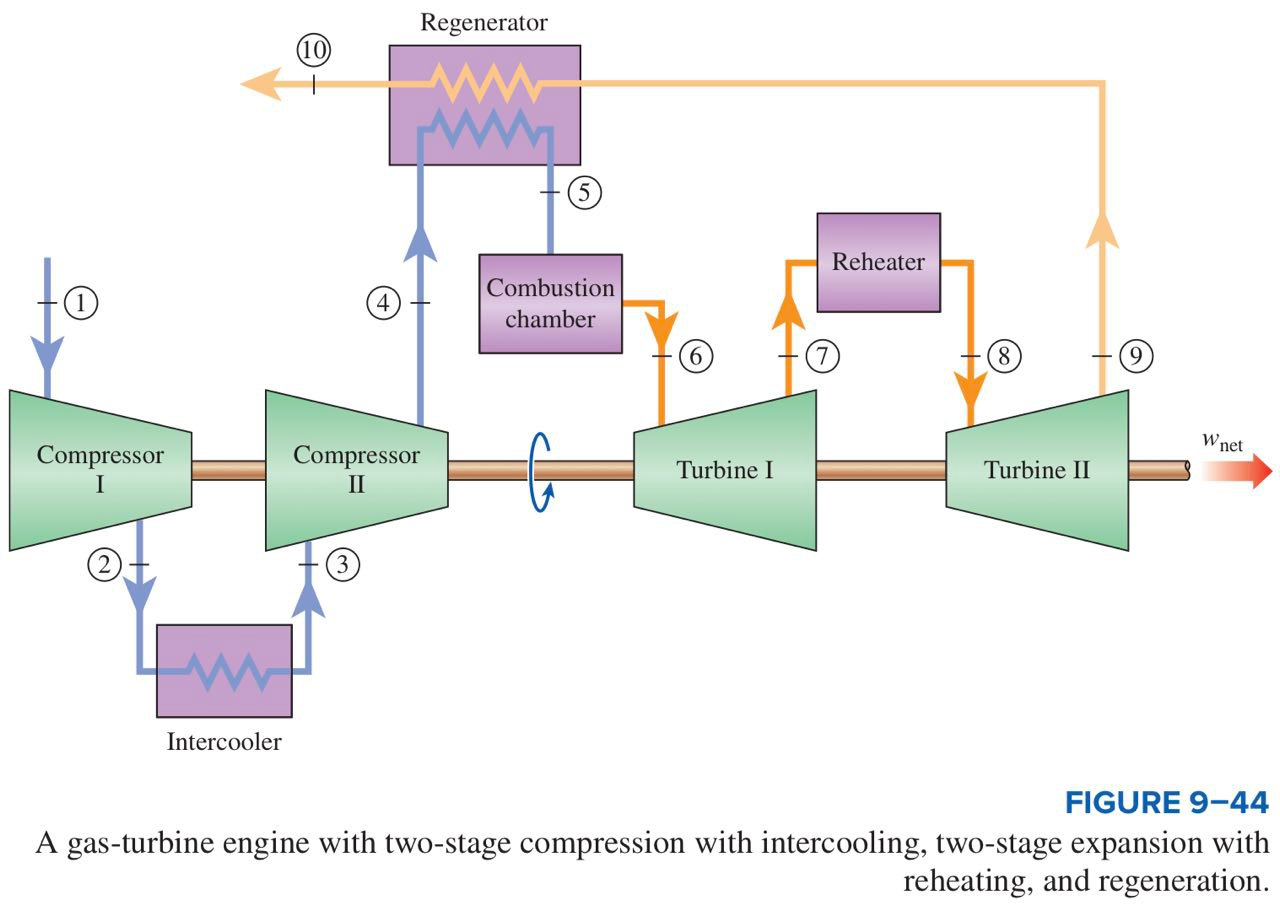 Regenerator
10
5
1
4
Combustion
chamber
6
7
Reheater
8
9
Compressor
I
Compressor
II
Turbine I
Turbine II
wnet
2
3
Intercooler
FIGURE 9–44
A gas-turbine engine with two-stage compression with intercooling, two-stage expansion with
reheating, and regeneration.